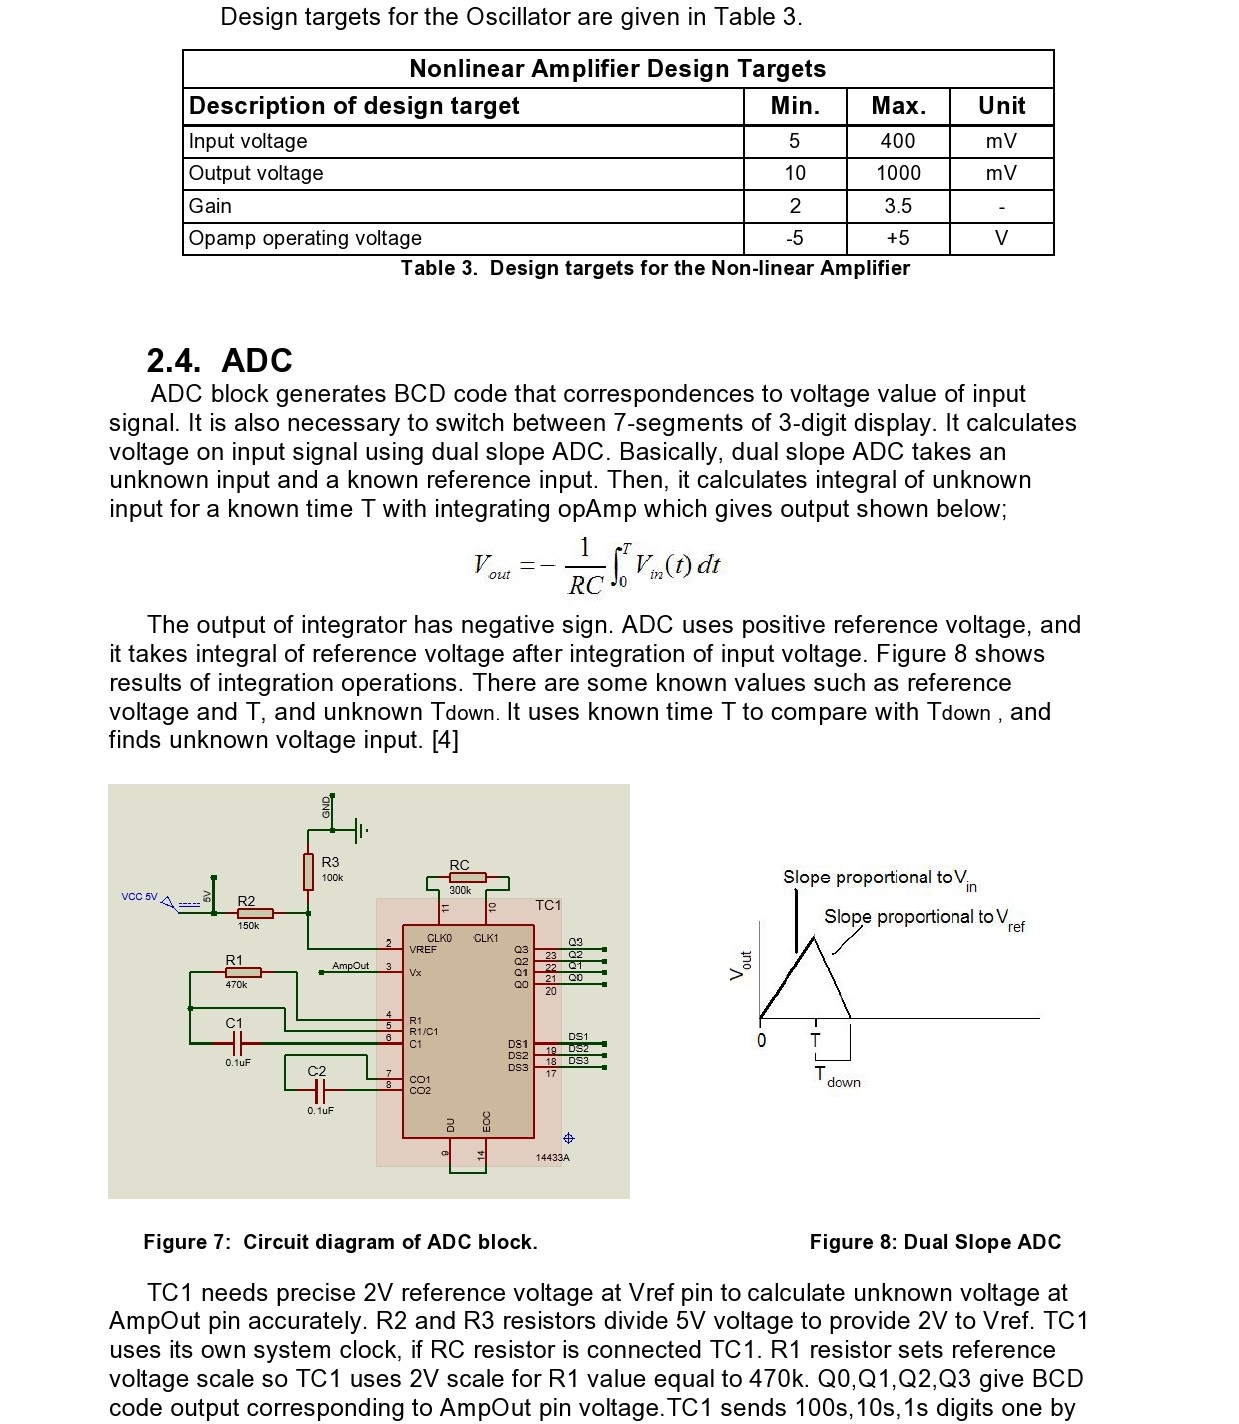 Design targets for the Oscillator are given in Table 3.
Nonlinear Amplifier Design Targets
Description of design target Min. Max. Unit
Input voltage 5 400 mV
Output voltage 10 1000 mV
Gain 2 3.5 -
Opamp operating voltage -5 +5 V
Table 3. Design targets for the Non-linear Amplifier
2.4. ADC
ADC block generates BCD code that correspondences to voltage value of input
signal. It is also necessary to switch between 7-segments of 3-digit display. It calculates
voltage on input signal using dual slope ADC. Basically, dual slope ADC takes an
unknown input and a known reference input. Then, it calculates integral of unknown
input for a known time T with integrating opAmp which gives output shown below;
V_out = − 1/RC ∫_0^T V_in(t) dt
The output of integrator has negative sign. ADC uses positive reference voltage, and
it takes integral of reference voltage after integration of input voltage. Figure 8 shows
results of integration operations. There are some known values such as reference
voltage and T, and unknown Tdown. It uses known time T to compare with Tdown , and
finds unknown voltage input. [4]
GND
R3
100k
VCC 5V
5V
R2
150k
RC
300k
TC1
11
10
CLK0
CLK1
2
VREF
AmpOut
3
Vx
R1
470k
4
R1
5
R1/C1
6
C1
C1
0.1uF
C2
0.1uF
7
CO1
8
CO2
Q3 23 Q3
Q2 22 Q2
Q1 21 Q1
Q0 20 Q0
DS1 19 DS1
DS2 18 DS2
DS3 17 DS3
DU
EOC
9
14
14433A
Slope proportional to Vin
Slope proportional to Vref
Vout
0
T
Tdown
Figure 7: Circuit diagram of ADC block.
Figure 8: Dual Slope ADC
TC1 needs precise 2V reference voltage at Vref pin to calculate unknown voltage at
AmpOut pin accurately. R2 and R3 resistors divide 5V voltage to provide 2V to Vref. TC1
uses its own system clock, if RC resistor is connected TC1. R1 resistor sets reference
voltage scale so TC1 uses 2V scale for R1 value equal to 470k. Q0,Q1,Q2,Q3 give BCD
code output corresponding to AmpOut pin voltage.TC1 sends 100s,10s,1s digits one by